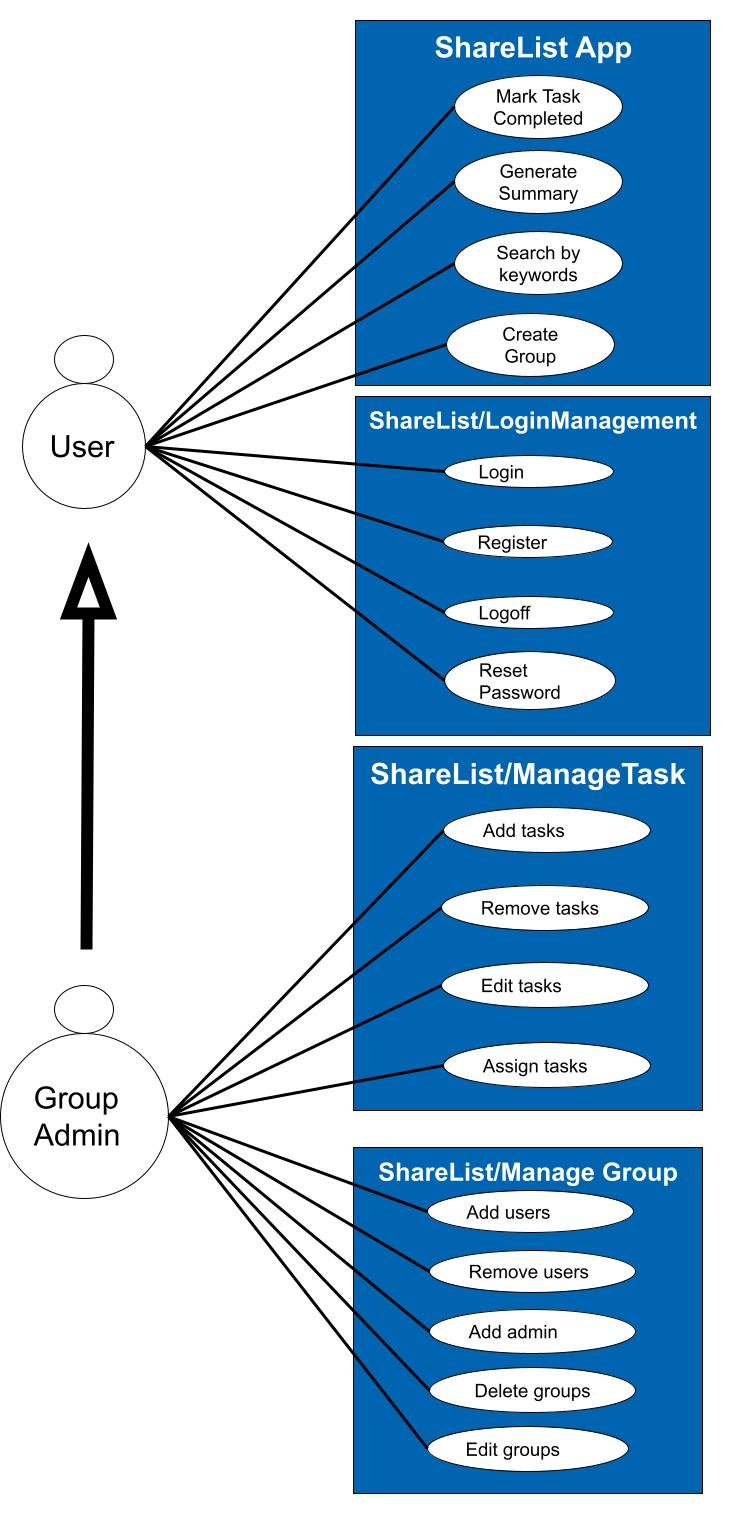 ShareList App
Mark Task
Completed
Generate
Summary
Search by
keywords
Create
Group
User
ShareList/LoginManagement
Login
Register
Logoff
Reset
Password
ShareList/ManageTask
Add tasks
Remove tasks
Edit tasks
Assign tasks
Group
Admin
ShareList/Manage Group
Add users
Remove users
Add admin
Delete groups
Edit groups